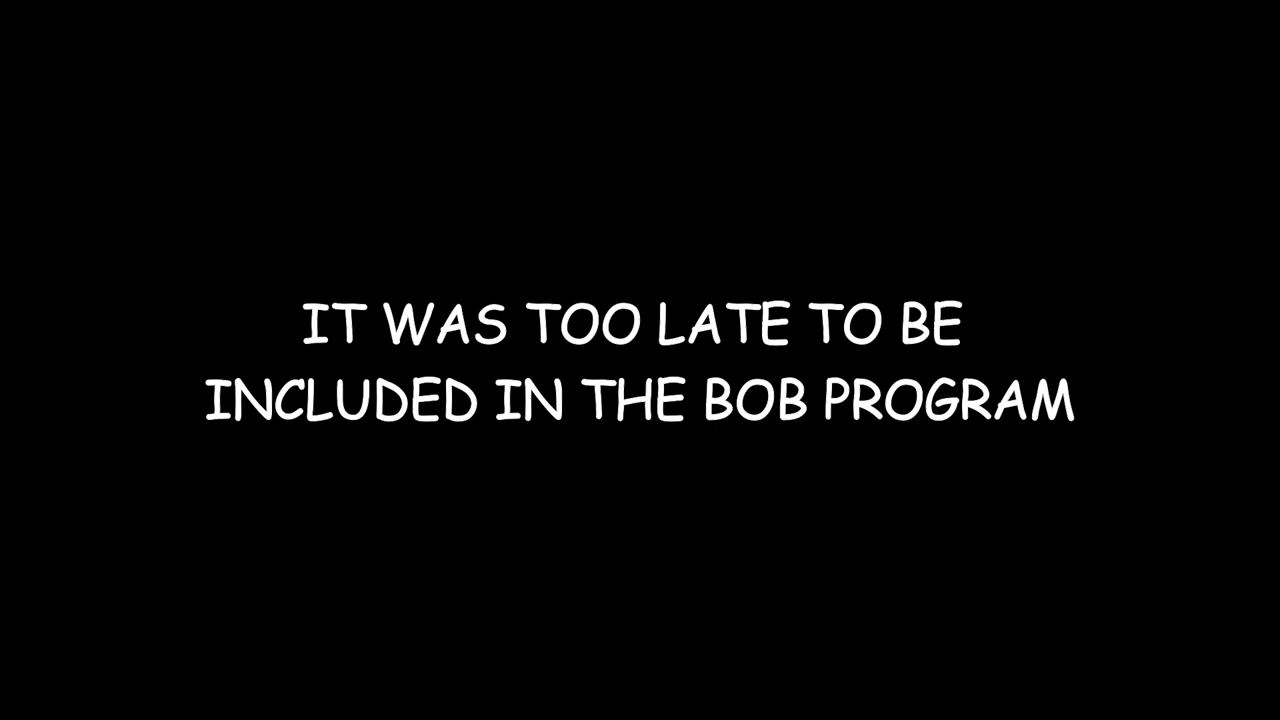 IT WAS TOO LATE TO BE
INCLUDED IN THE BOB PROGRAM